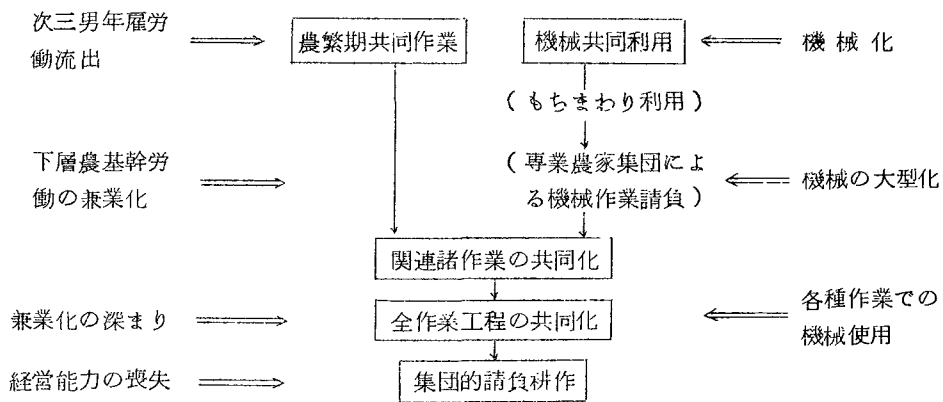 次三男年雇労
働流出
農繁期共同作業
機械共同利用
機械化
(もちまわり利用)
下層農基幹労
働の兼業化
(専業農家集団によ
る機械作業請負)
機械の大型化
関連諸作業の共同化
兼業化の深まり
全作業工程の共同化
各種作業での
機械使用
経営能力の喪失
集団的請負耕作